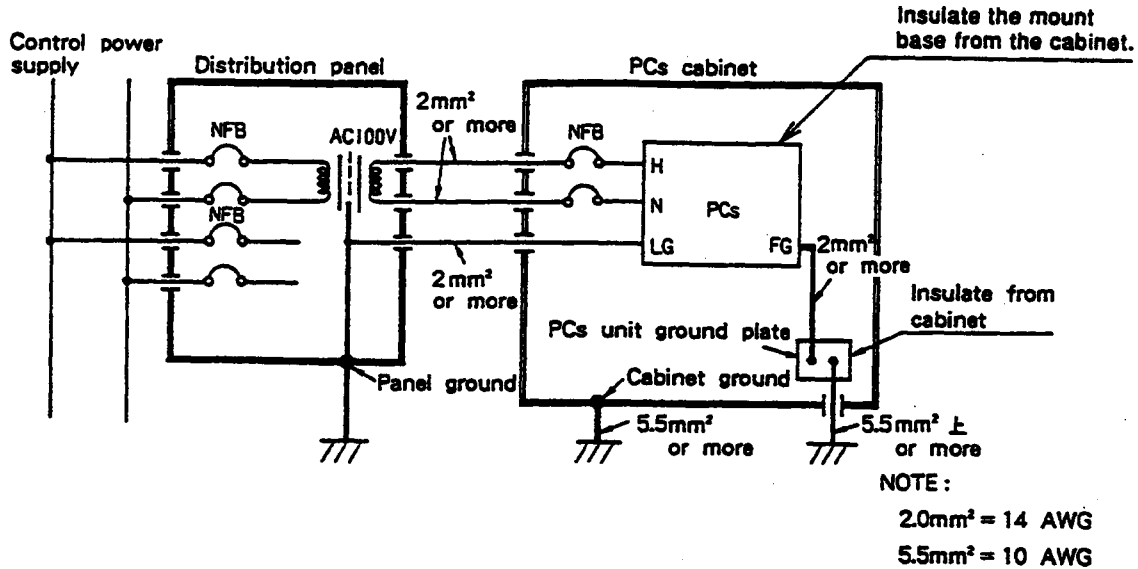 Insulate the mount
base from the cabinet.
Control power
supply
Distribution panel
PCs cabinet
2mm²
or more
NFB
AC100V
NFB
H
N
PCs
NFB
LG
FG
2mm²
or more
2mm²
or more
Insulate from
cabinet
PCs unit ground plate
Panel ground
Cabinet ground
5.5mm²
or more
5.5mm² 上
or more
NOTE :
2.0mm² = 14 AWG
5.5mm² = 10 AWG